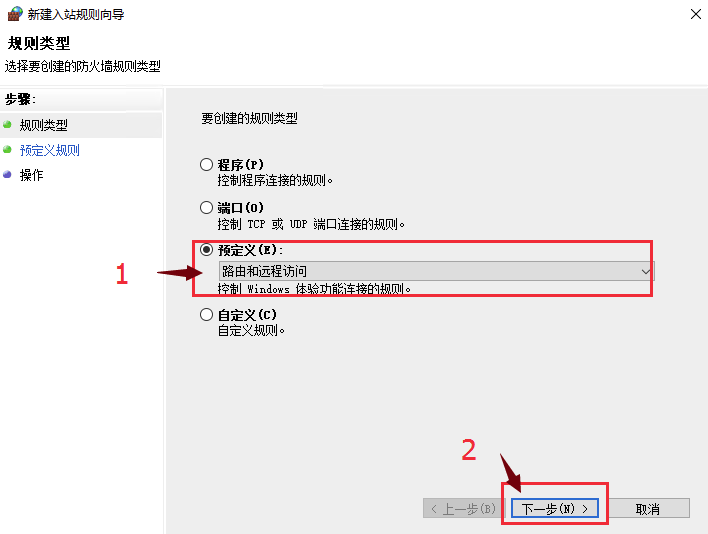 新建入站规则向导
规则类型
选择要创建的防火墙规则类型
步骤:
规则类型
预定义规则
操作
要创建的规则类型
程序(P)
控制程序连接的规则。
端口(O)
控制 TCP 或 UDP 端口连接的规则。
预定义(E):
路由和远程访问
控制 Windows 体验功能连接的规则。
自定义(C)
自定义规则。
1
2
< 上一步(B)
下一步(N) >
取消